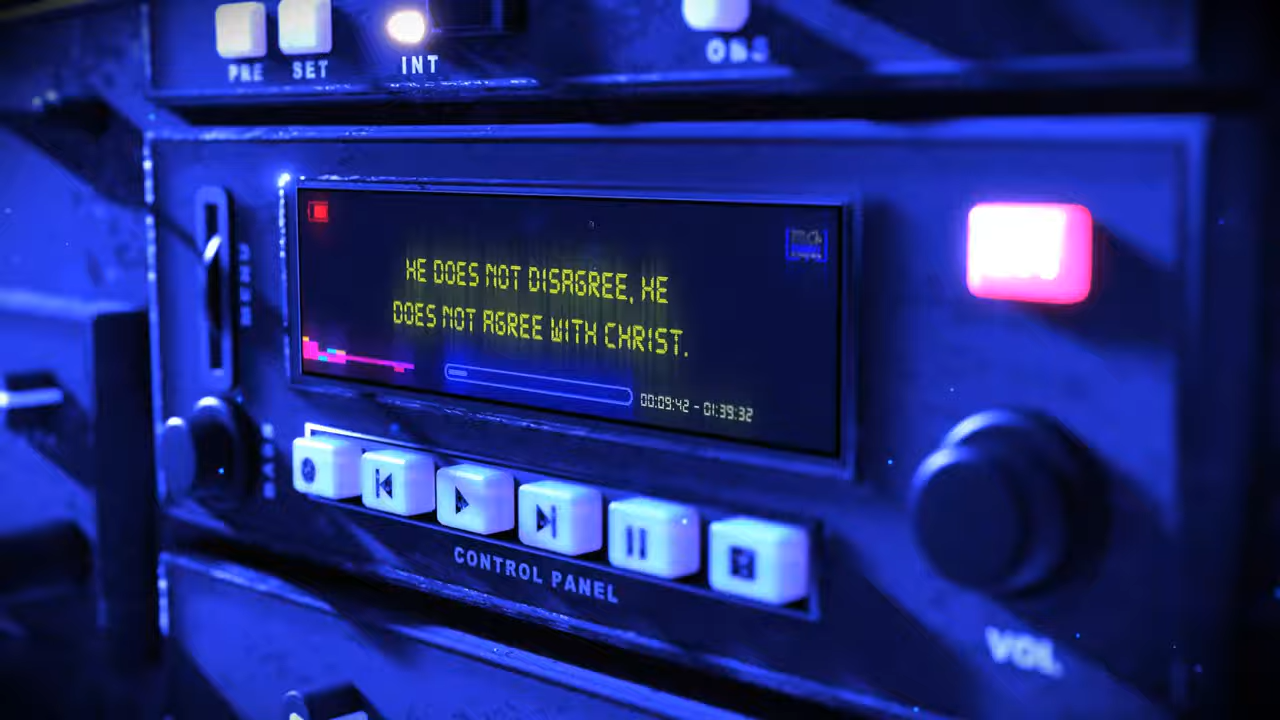 PRE SET INT
MENU
HE DOES NOT DISAGREE, HE
DOES NOT AGREE WITH CHRIST.
00:09:42 - 01:39:32
CONTROL PANEL
VOL